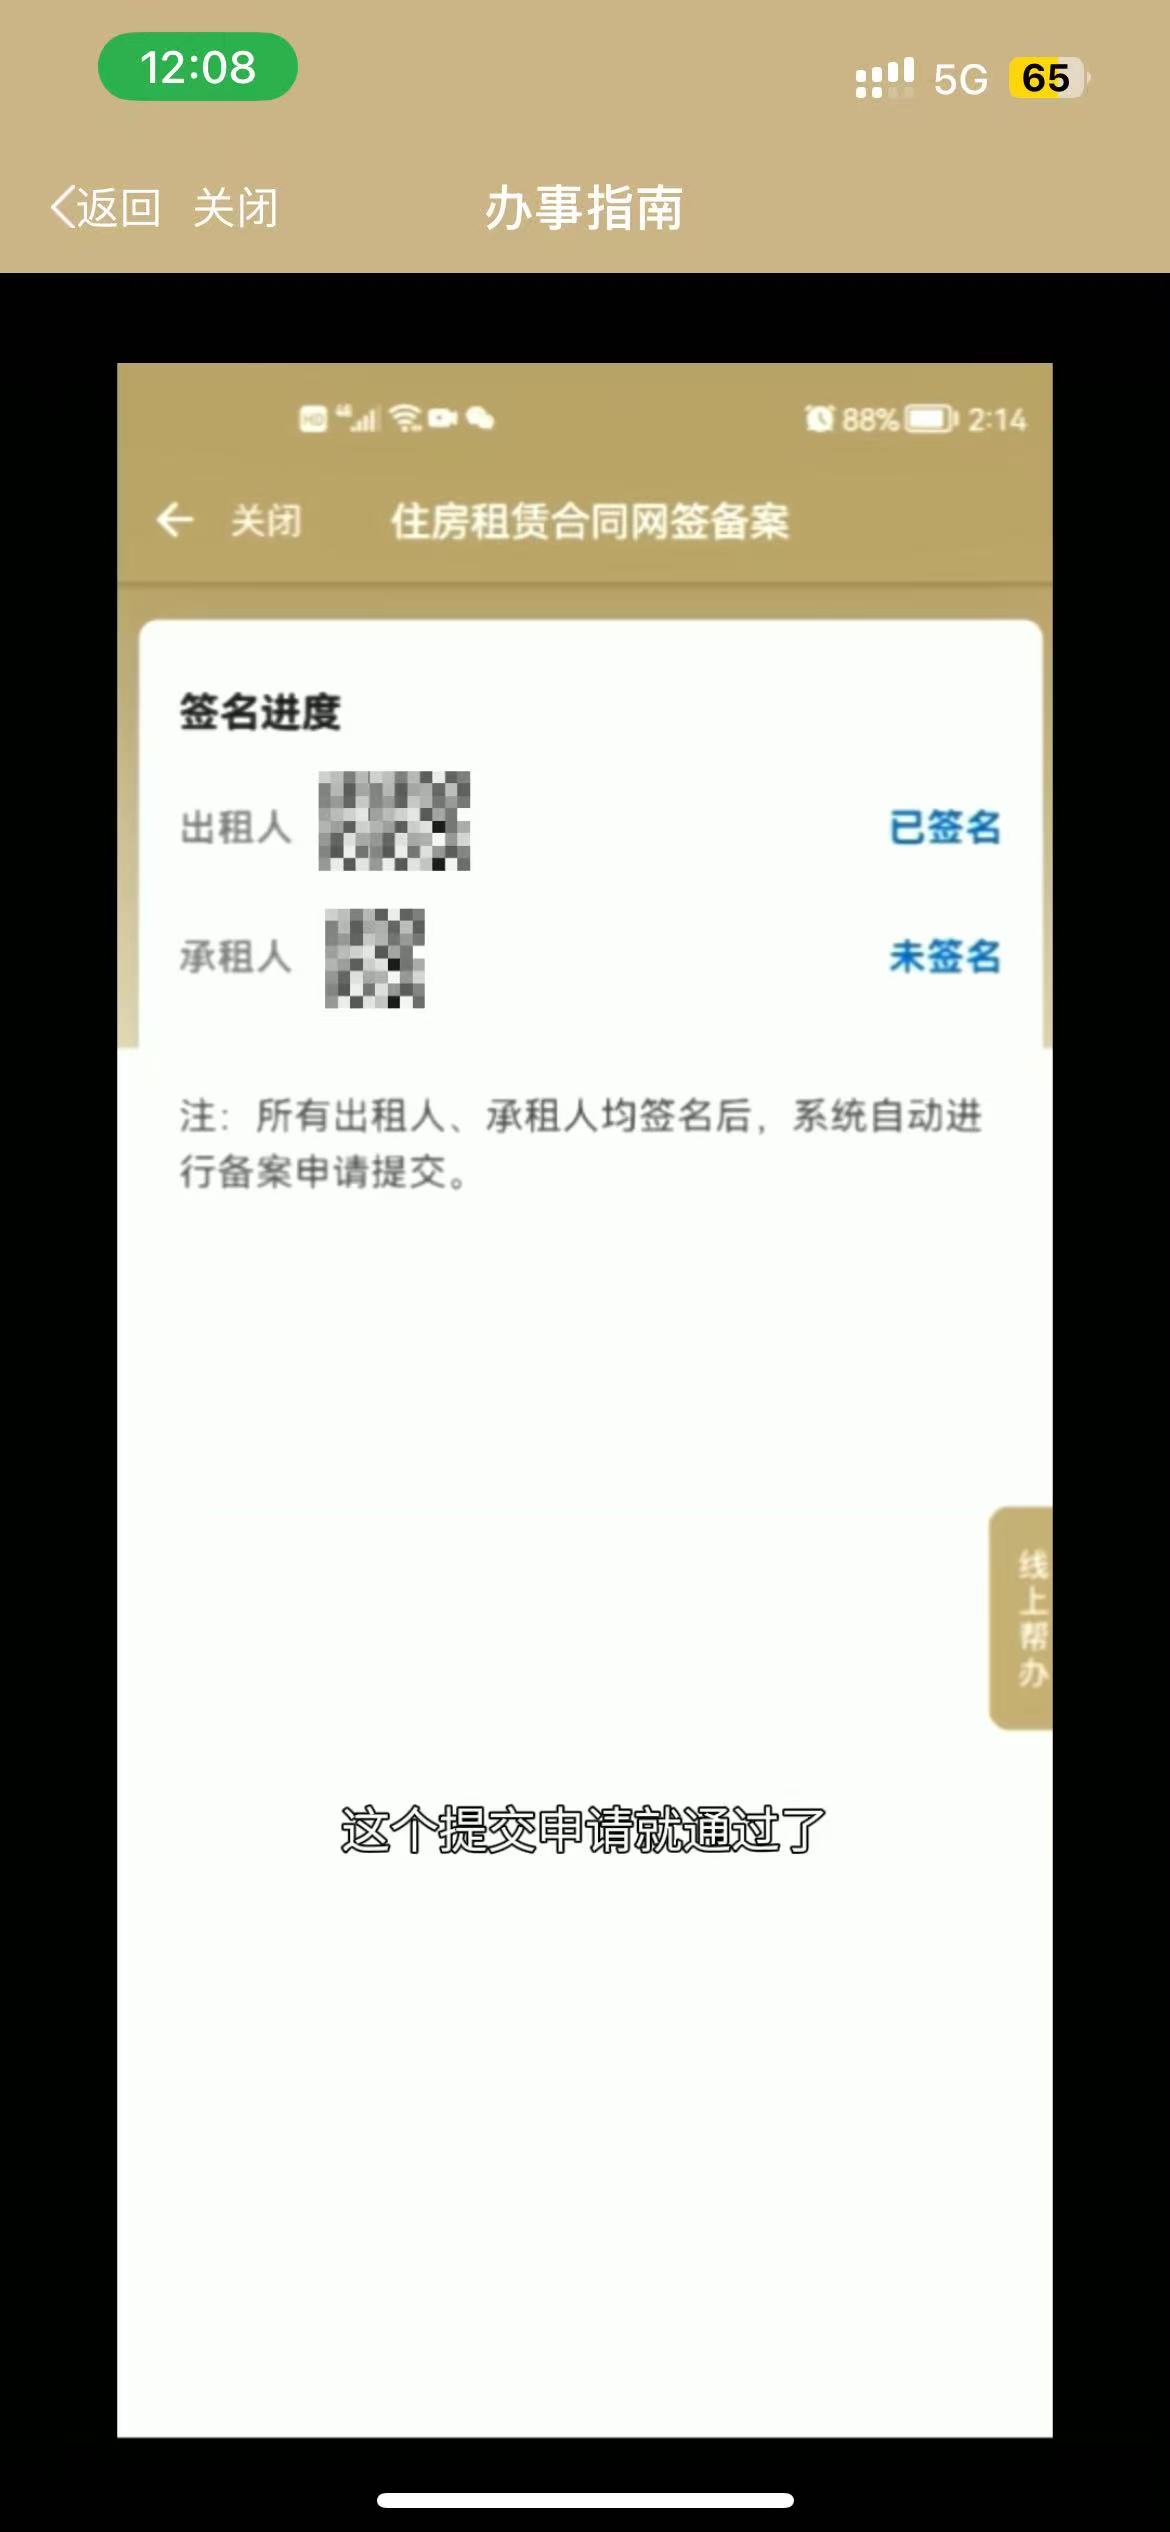 12:08
5G 65
返回 关闭 办事指南
HD 4G 88% 2:14
关闭 住房租赁合同网签备案
签名进度
出租人 已签名
承租人 未签名
注：所有出租人、承租人均签名后，系统自动进
行备案申请提交。
线上帮办
这个提交申请就通过了